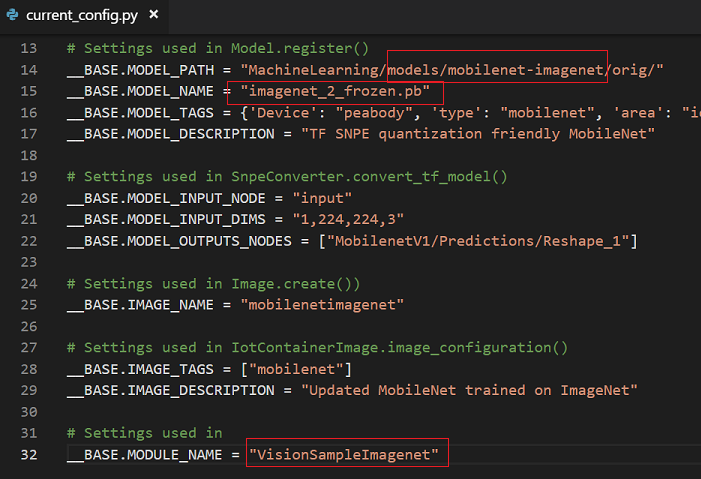 current_config.py ×
13 # Settings used in Model.register()
14 __BASE.MODEL_PATH = "MachineLearning/models/mobilenet-imagenet/orig/"
15 __BASE.MODEL_NAME = "imagenet_2_frozen.pb"
16 __BASE.MODEL_TAGS = {'Device': "peabody", 'type': "mobilenet", 'area': "i
17 __BASE.MODEL_DESCRIPTION = "TF SNPE quantization friendly MobileNet"
18
19 # Settings used in SnpeConverter.convert_tf_model()
20 __BASE.MODEL_INPUT_NODE = "input"
21 __BASE.MODEL_INPUT_DIMS = "1,224,224,3"
22 __BASE.MODEL_OUTPUTS_NODES = ["MobilenetV1/Predictions/Reshape_1"]
23
24 # Settings used in Image.create())
25 __BASE.IMAGE_NAME = "mobilenetimagenet"
26
27 # Settings used in IotContainerImage.image_configuration()
28 __BASE.IMAGE_TAGS = ["mobilenet"]
29 __BASE.IMAGE_DESCRIPTION = "Updated MobileNet trained on ImageNet"
30
31 # Settings used in
32 __BASE.MODULE_NAME = "VisionSampleImagenet"